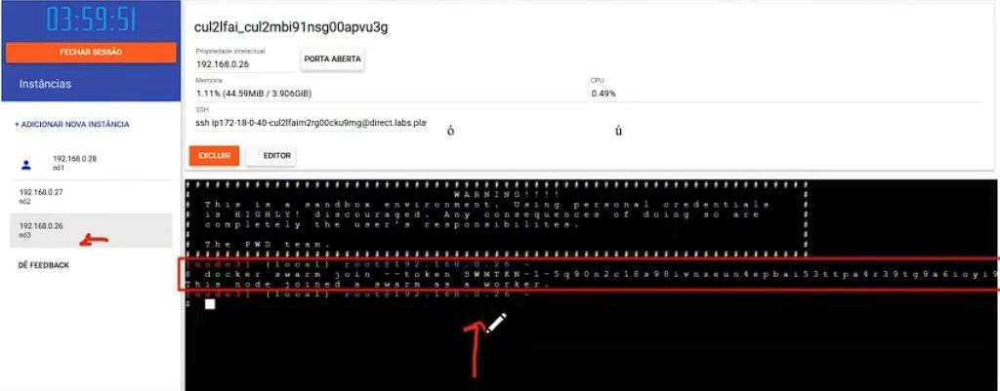 03:59:51
FECHAR SESSÃO
Instâncias
+ ADICIONAR NOVA INSTÂNCIA
192.168.0.28
nó1
192.168.0.27
nó2
192.168.0.26
nó3
DÊ FEEDBACK
cul2lfai_cul2mbi91nsg00apvu3g
Propriedade Intelectual
192.168.0.26
PORTA ABERTA
Memória
1.11% (44.59MiB / 3.906GiB)
CPU
0.49%
SSH
ssh ip172-18-0-40-cul2lfaim2rg00cku9mg@direct.labs.pla
ó ú
EXCLUIR
EDITOR
###############################################################
# WARNING!!!! #
# This is a sandbox environment. Using personal credentials #
# is HIGHLY! discouraged. Any consequences of doing so are #
# completely the user's responsibilites. #
# #
# The PWD team. #
###############################################################
[node3] (local) root@192.168.0.26 ~
$ docker swarm join --token SWMTKN-1-5q90n2c18s98ivnzeun4epbai53ttpa4r39tg9a6ioyi9
This node joined a swarm as a worker.
[node3] (local) root@192.168.0.26 ~
$